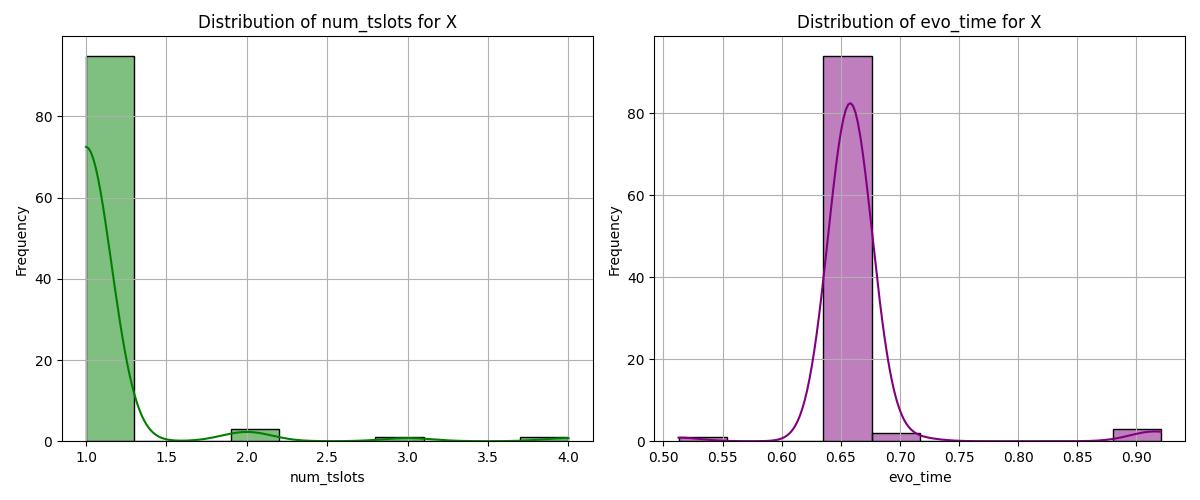 Distribution of num_tslots for X
Frequency
80
60
40
20
0
1.0 1.5 2.0 2.5 3.0 3.5 4.0
num_tslots
Distribution of evo_time for X
Frequency
80
60
40
20
0
0.50 0.55 0.60 0.65 0.70 0.75 0.80 0.85 0.90
evo_time